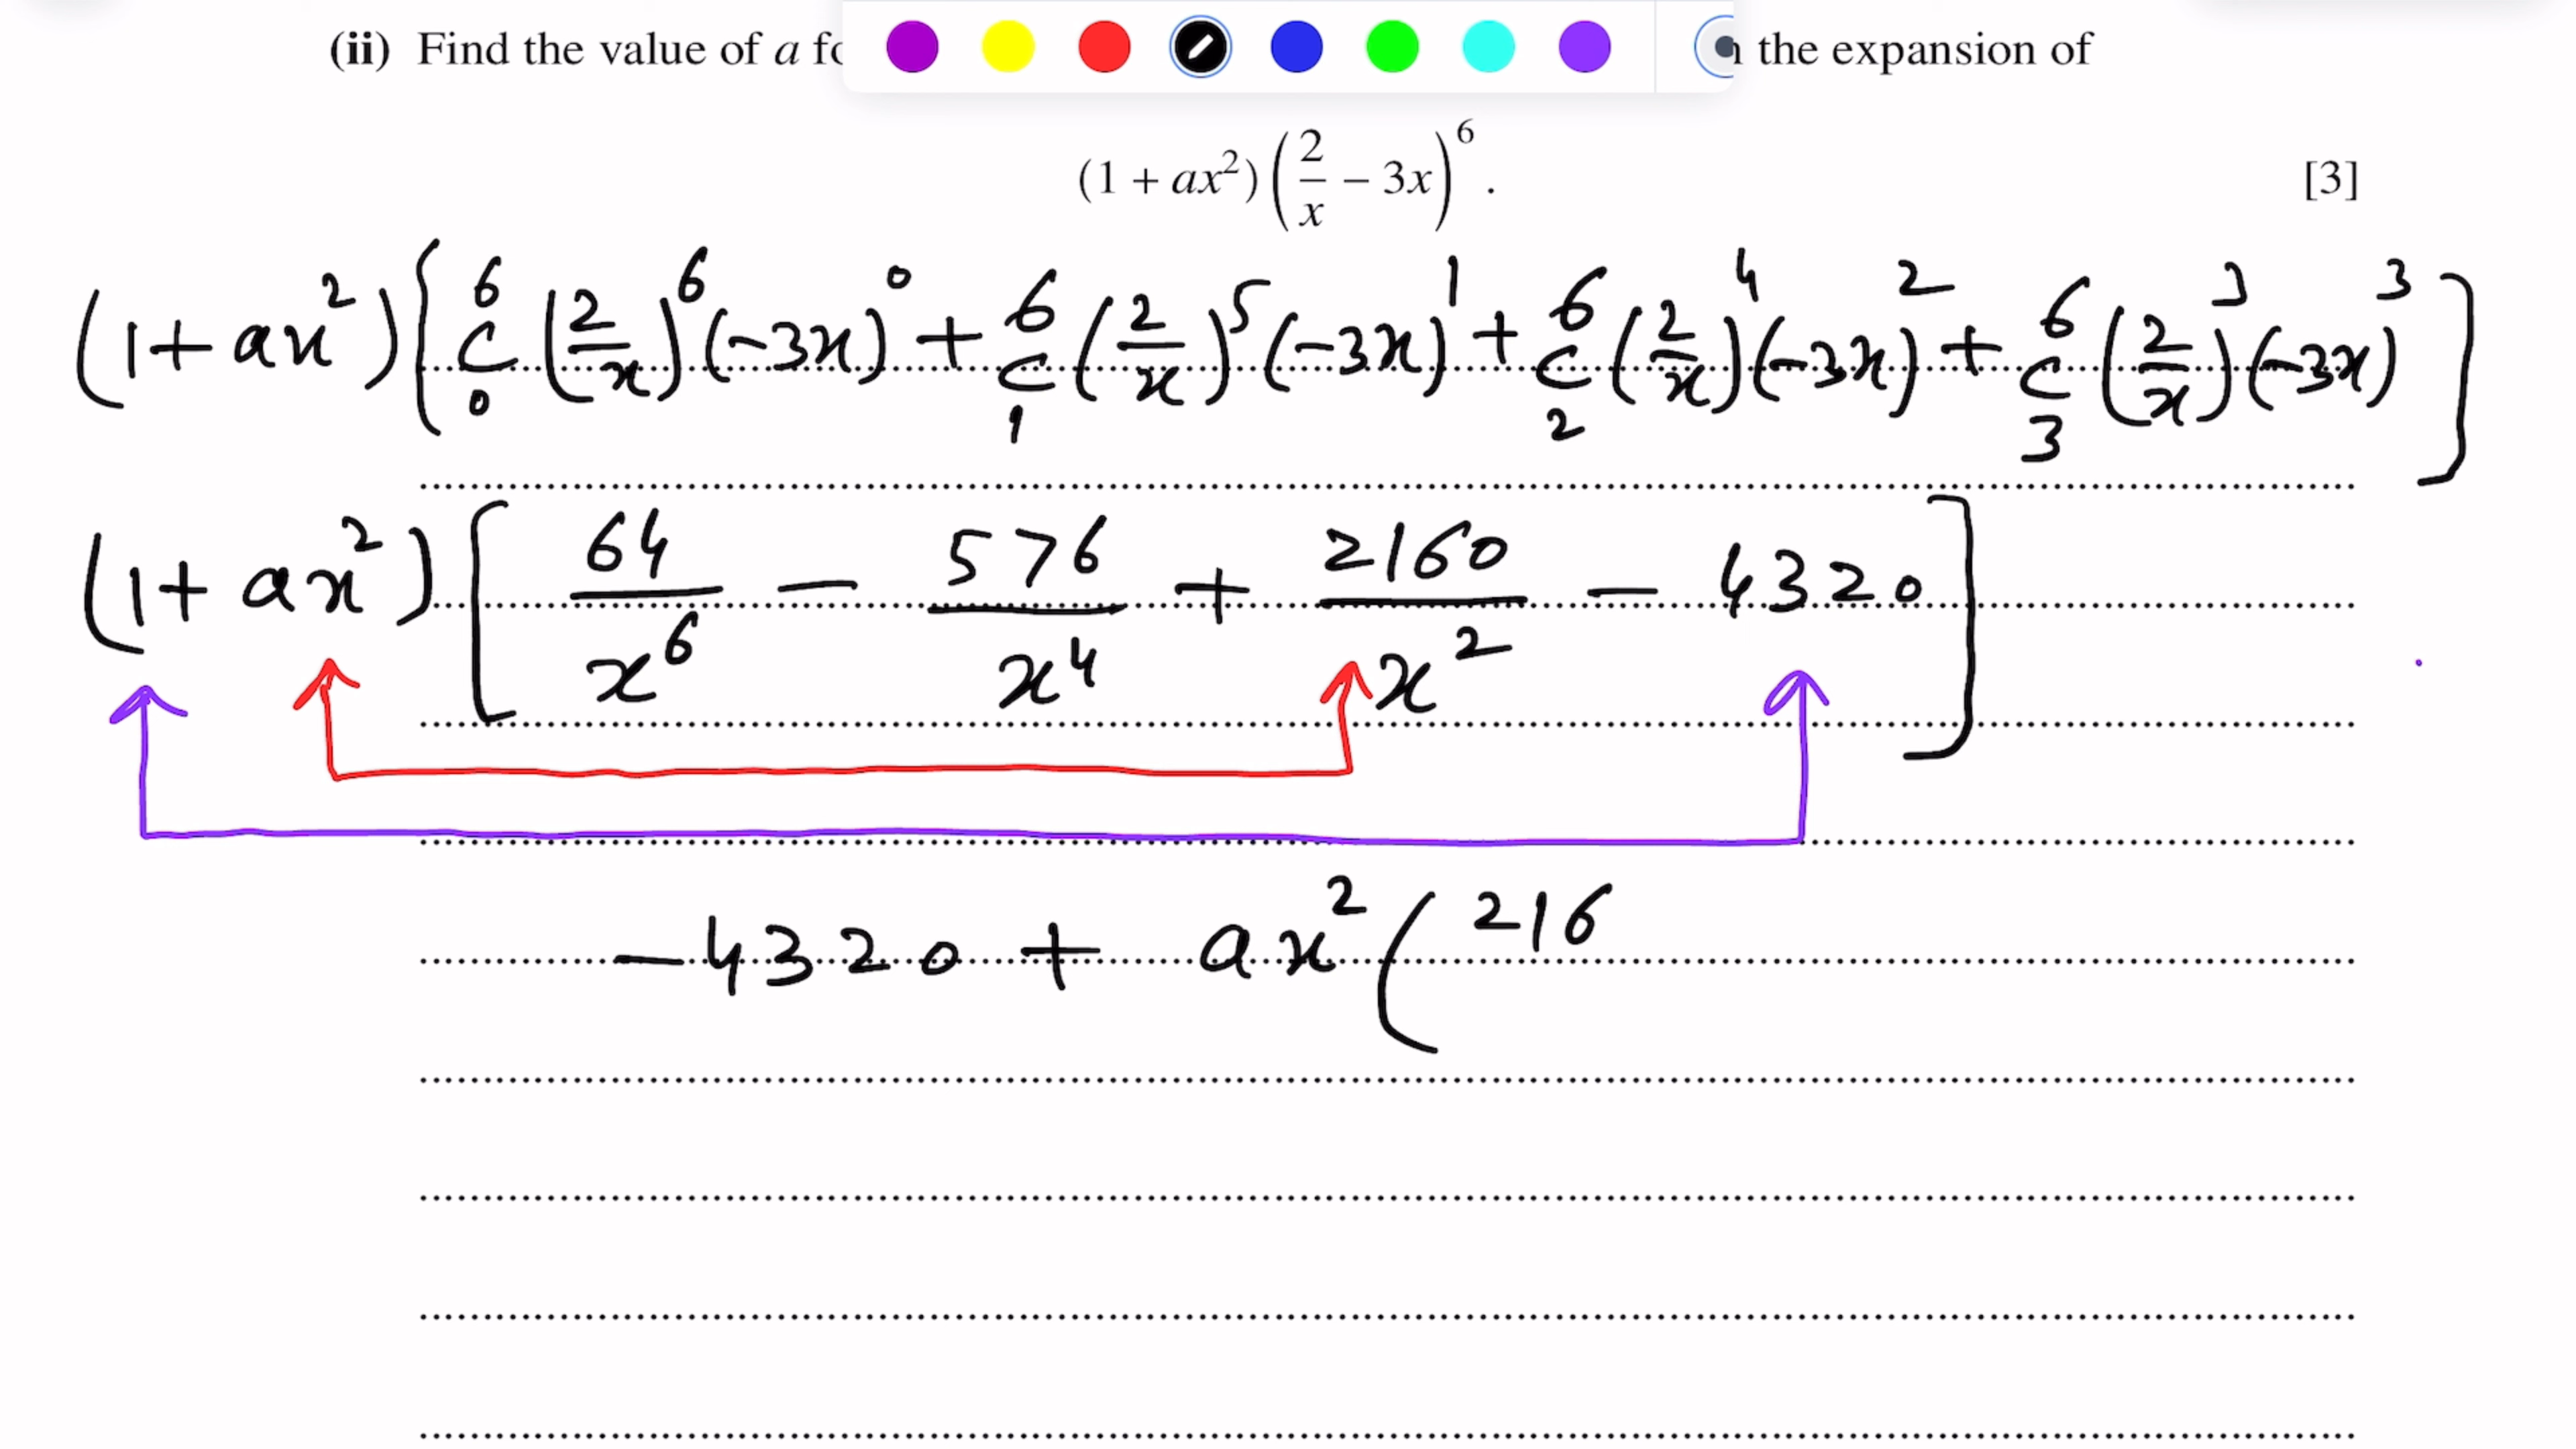 (ii) Find the value of a fo the expansion of
(1 + ax²)(2/x − 3x)⁶. [3]
(1 + ax²){⁶C₀ (2/x)⁶(−3x)⁰ + ⁶C₁ (2/x)⁵(−3x)¹ + ⁶C₂ (2/x)⁴(−3x)² + ⁶C₃ (2/x)³(−3x)³]
(1 + ax²)[64/x⁶ − 576/x⁴ + 2160/x² − 4320]
−4320 + ax²(216